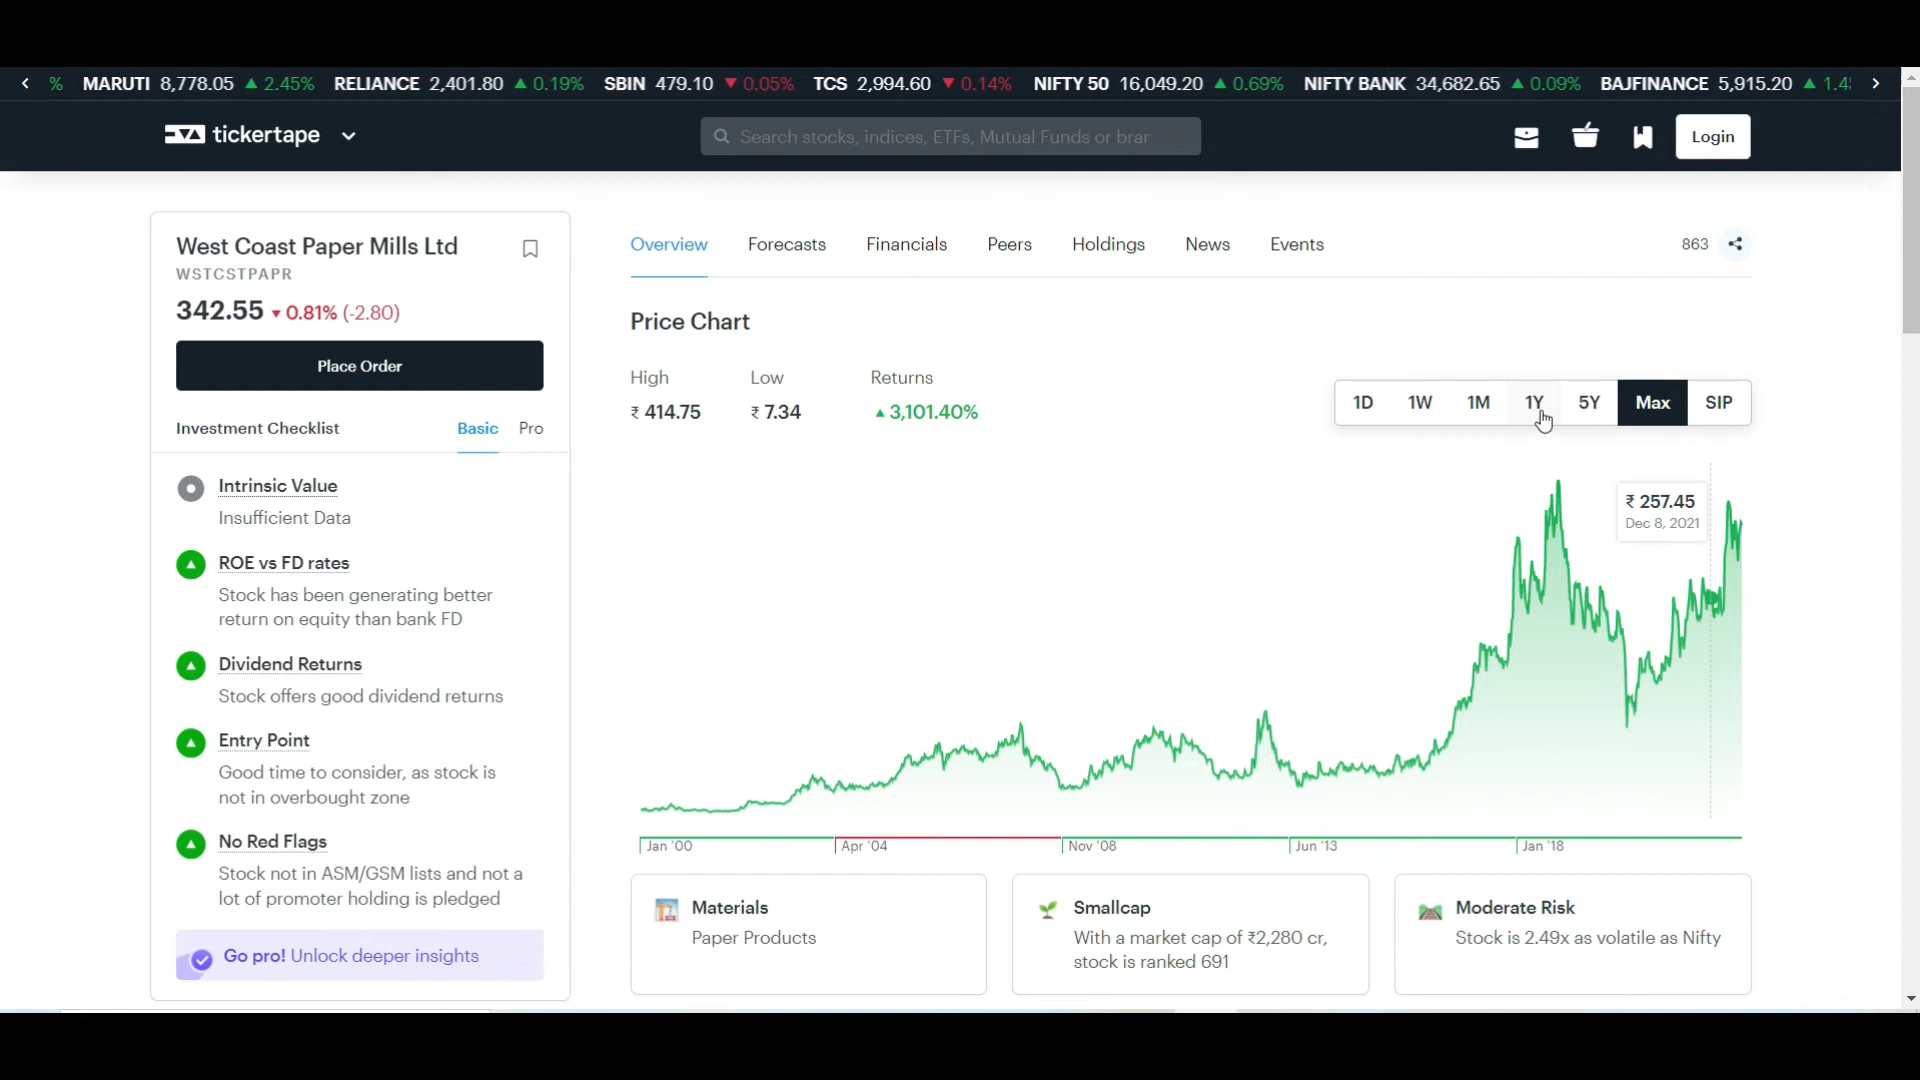 % MARUTI 8,778.05 ▲ 2.45% RELIANCE 2,401.80 ▲ 0.19% SBIN 479.10 ▼ 0.05% TCS 2,994.60 ▼ 0.14% NIFTY 50 16,049.20 ▲ 0.69% NIFTY BANK 34,682.65 ▲ 0.09% BAJFINANCE 5,915.20 ▲
tickertape
Search stocks, indices, ETFs, Mutual Funds or brar
Login
West Coast Paper Mills Ltd
WSTCSTPAPR
342.55 ▼ 0.81% (-2.80)
Place Order
Investment Checklist Basic Pro
Intrinsic Value
Insufficient Data
ROE vs FD rates
Stock has been generating better
return on equity than bank FD
Dividend Returns
Stock offers good dividend returns
Entry Point
Good time to consider, as stock is
not in overbought zone
No Red Flags
Stock not in ASM/GSM lists and not a
lot of promoter holding is pledged
Go pro! Unlock deeper insights
Overview Forecasts Financials Peers Holdings News Events 863
Price Chart
High Low Returns
₹ 414.75 ₹ 7.34 ▲ 3,101.40%
1D 1W 1M 1Y 5Y Max SIP
₹ 257.45
Dec 8, 2021
Jan '00 Apr '04 Nov '08 Jun '13 Jan '18
Materials
Paper Products
Smallcap
With a market cap of ₹2,280 cr,
stock is ranked 691
Moderate Risk
Stock is 2.49x as volatile as Nifty